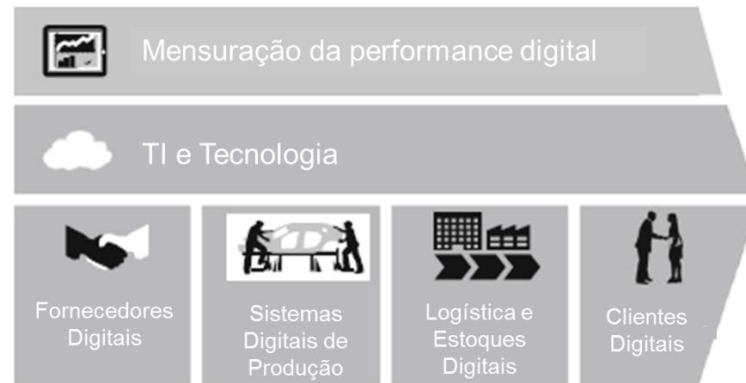 Mensuração da performance digital
TI e Tecnologia
Fornecedores
Digitais
Sistemas
Digitais de
Produção
Logística e
Estoques
Digitais
Clientes
Digitais